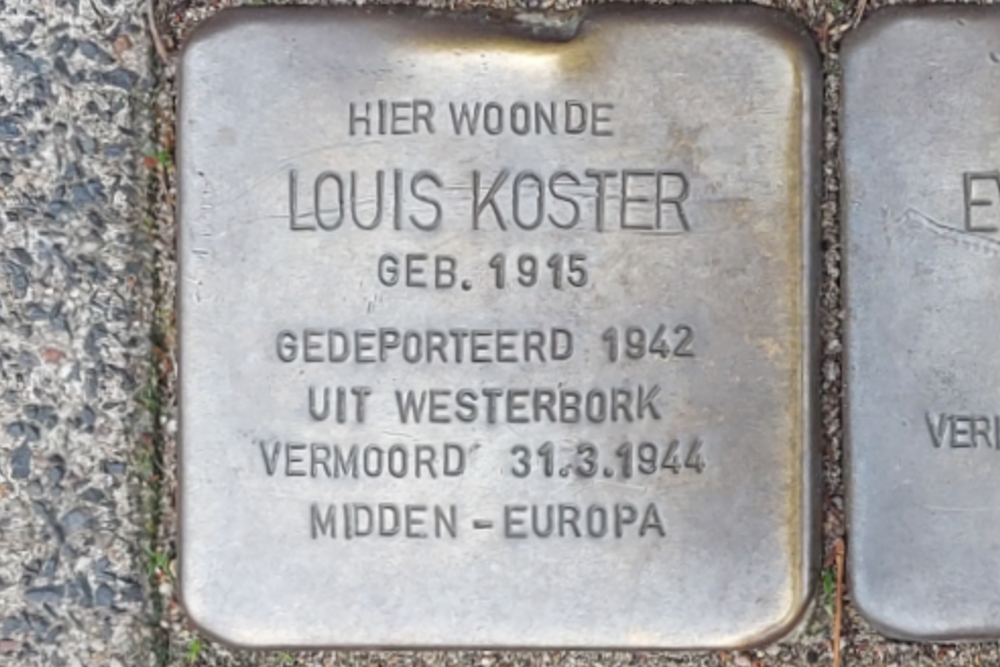 HIER WOONDE
LOUIS KOSTER
GEB. 1915
GEDEPORTEERD 1942
UIT WESTERBORK
VERMOORD 31.3.1944
MIDDEN-EUROPA